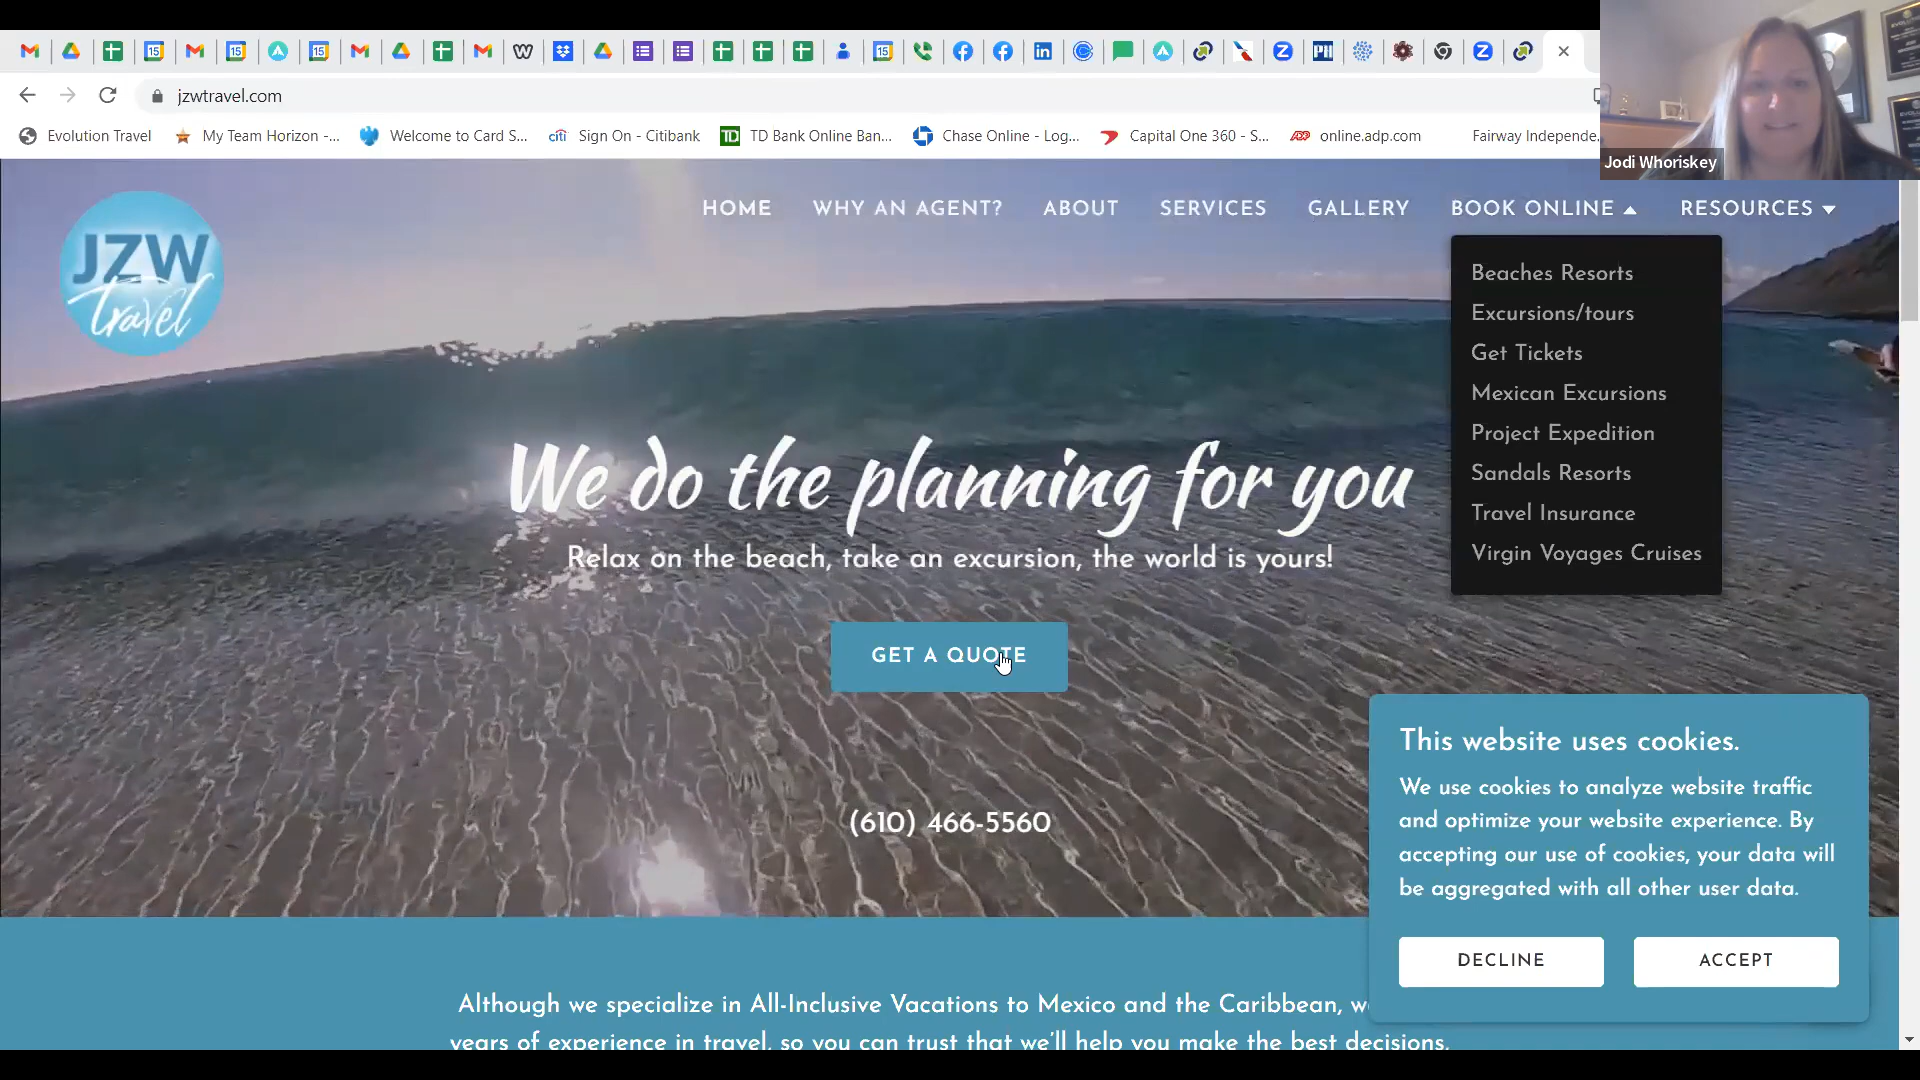 jzwtravel.com
Evolution Travel
My Team Horizon -...
Welcome to Card S...
citi
Sign On - Citibank
TD
TD Bank Online Ban...
Chase Online - Log...
Capital One 360 - S...
ADP
online.adp.com
Fairway Independe...
Jodi Whoriskey
JZW
travel
HOME
WHY AN AGENT?
ABOUT
SERVICES
GALLERY
BOOK ONLINE
RESOURCES
Beaches Resorts
Excursions/tours
Get Tickets
Mexican Excursions
Project Expedition
Sandals Resorts
Travel Insurance
Virgin Voyages Cruises
We do the planning for you
Relax on the beach, take an excursion, the world is yours!
GET A QUOTE
(610) 466-5560
This website uses cookies.
We use cookies to analyze website traffic
and optimize your website experience. By
accepting our use of cookies, your data will
be aggregated with all other user data.
DECLINE
ACCEPT
Although we specialize in All-Inclusive Vacations to Mexico and the Caribbean,
years of experience in travel, so you can trust that we'll help you make the best decisions.